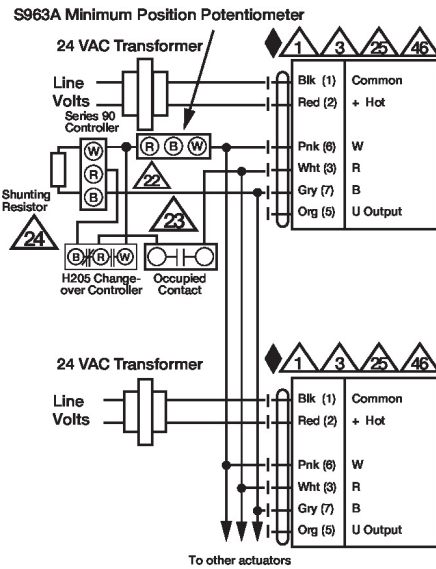 S963A Minimum Position Potentiometer
24 VAC Transformer
1 3 25 46
Line
Volts
Blk (1) Common
Red (2) + Hot
Series 90
Controller
W
R
B
R B W
Pnk (6) W
Wht (3) R
Gry (7) B
Org (5) U Output
22
23
Shunting
Resistor
24
B R W
H205 Change-
over Controller
Occupied
Contact
24 VAC Transformer
1 3 25 46
Line
Volts
Blk (1) Common
Red (2) + Hot
Pnk (6) W
Wht (3) R
Gry (7) B
Org (5) U Output
To other actuators